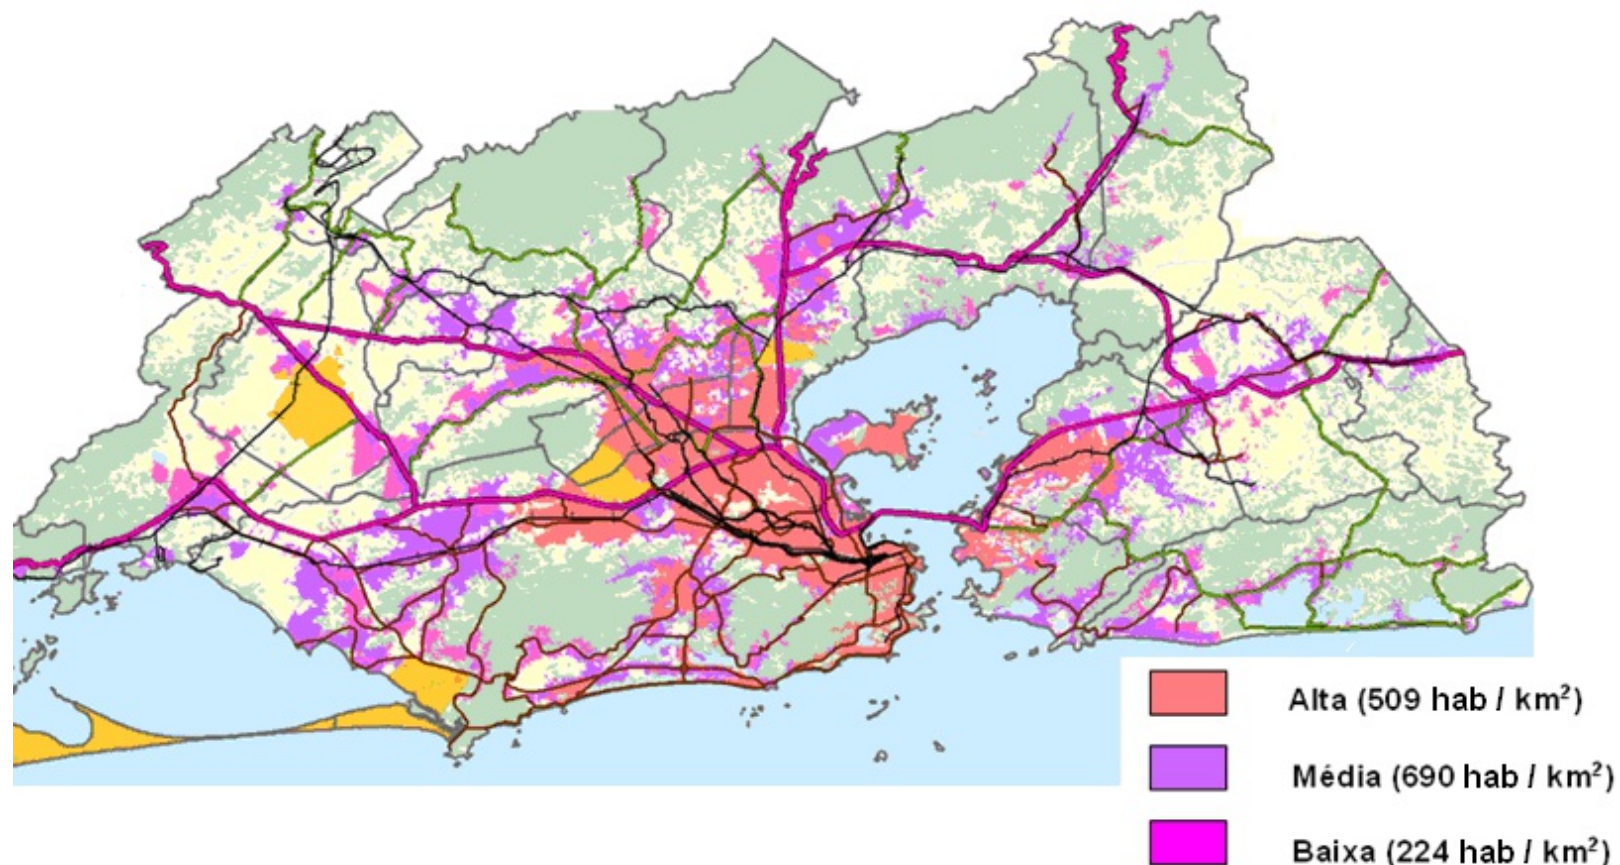 Alta (509 hab / km²)
Média (690 hab / km²)
Baixa (224 hab / km²)